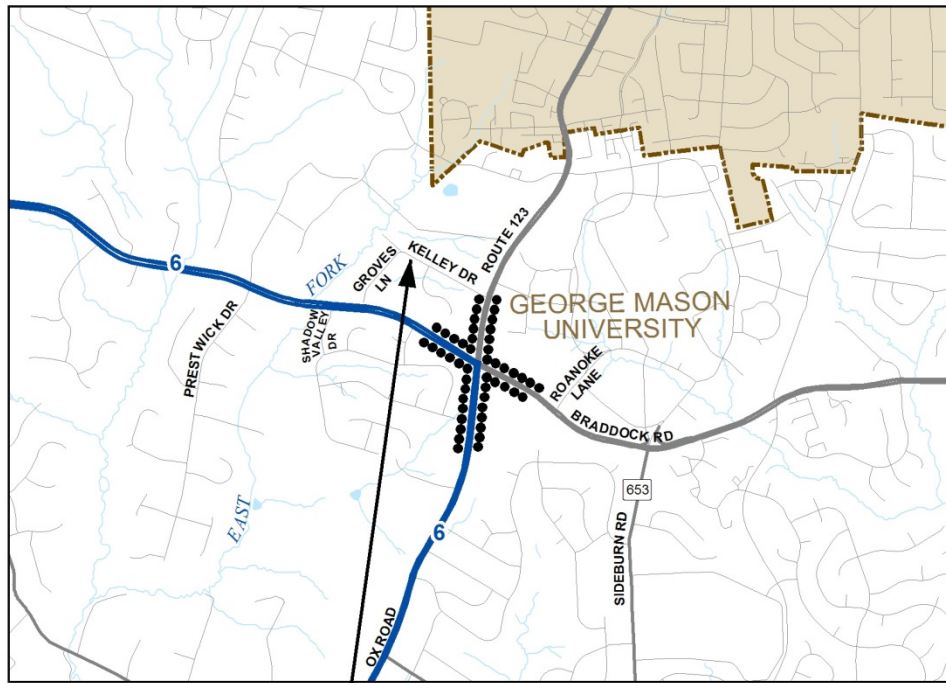 6
FORK
GROVES
LN
KELLEY DR
ROUTE 123
GEORGE MASON
UNIVERSITY
PRESTWICK DR
SHADOW
VALLEY
DR
ROANOKE
LANE
BRADDOCK RD
653
EAST
6
SIDEBURN RD
OX ROAD